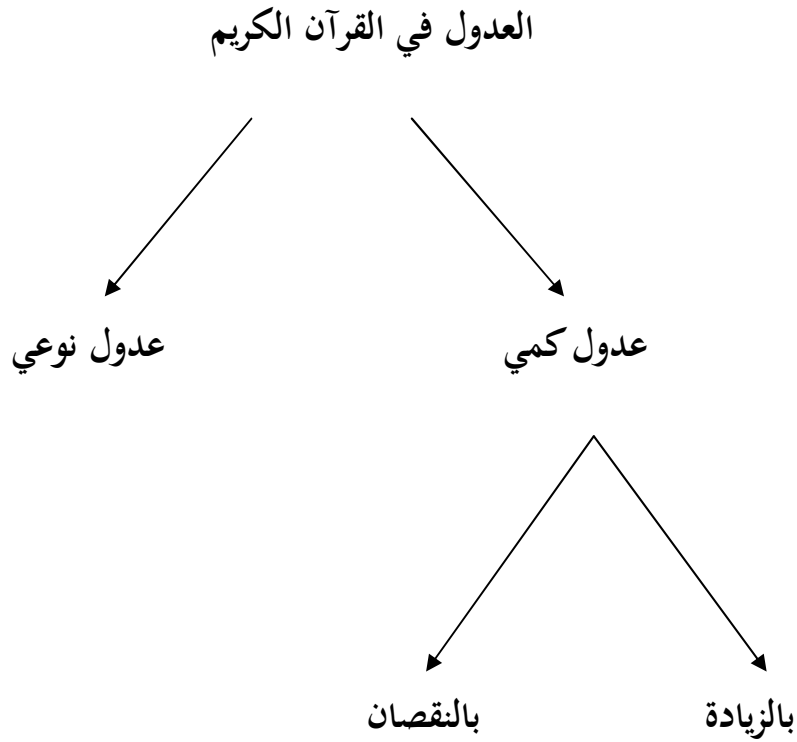 العدول في القرآن الكريم
عدول كمي
عدول نوعي
بالزيادة
بالنقصان